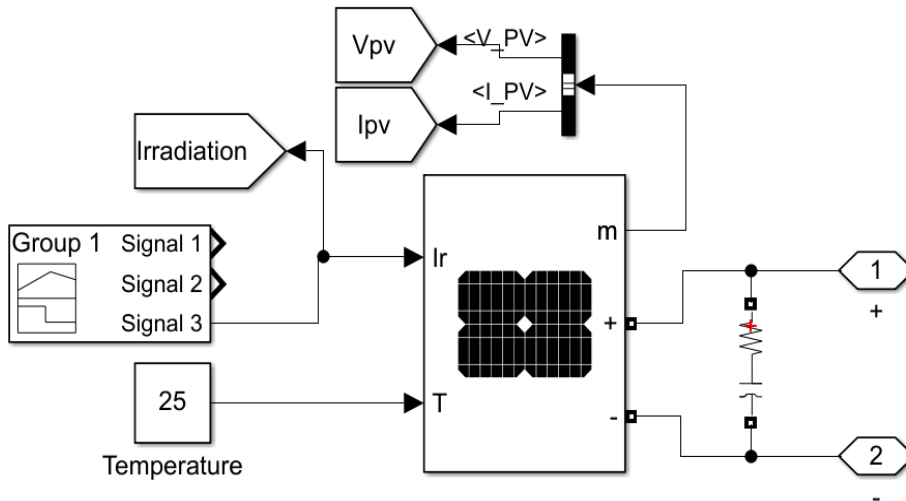 Vpv
<V_PV>
Ipv
<I_PV>
Irradiation
Group 1
Signal 1
Signal 2
Signal 3
Ir
m
+
T
-
25
Temperature
1
+
2
-